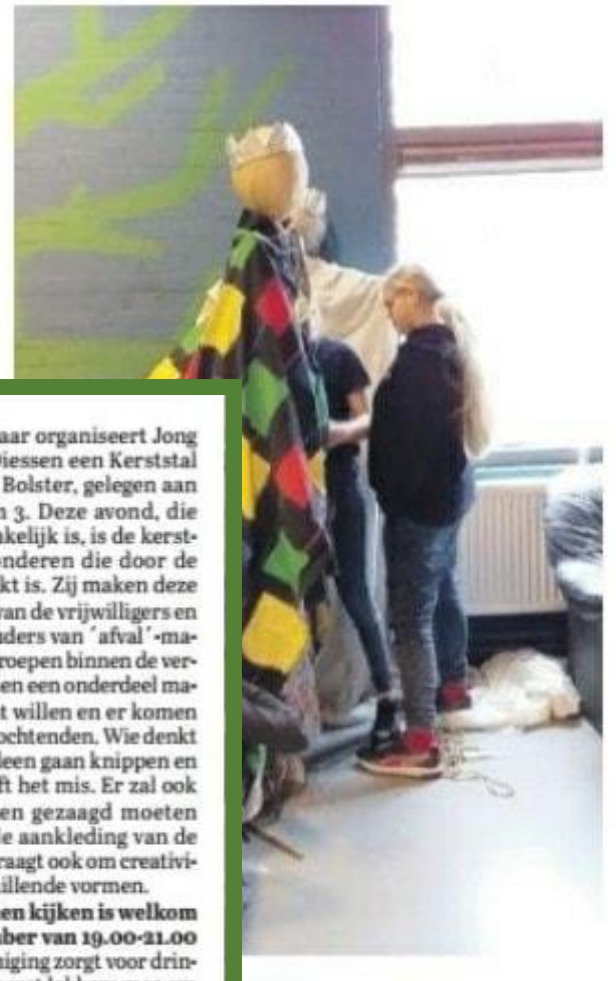 aar organiseert Jong
Diessen een Kerststal
Bolster, gelegen aan
n 3. Deze avond, die
kelijk is, is de kerst-
onderen die door de
kt is. Zij maken deze
van de vrijwilligers en
uders van ´afval´-ma-
roepen binnen de ver-
en een onderdeel ma-
t willen en er komen
ochtenden. Wie denkt
leen gaan knippen en
ft het mis. Er zal ook
en gezaagd moeten
le aankleding van de
raagt ook om creativi-
illende vormen.
en kijken is welkom
ber van 19.00-21.00
niging zorgt voor drin-